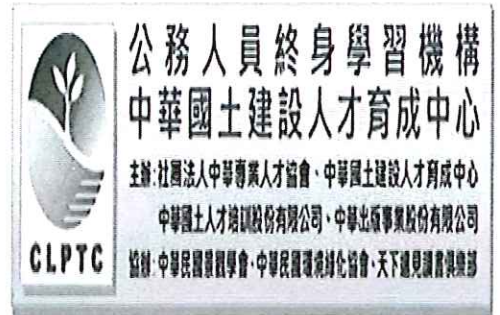 公務人員終身學習機構
中華國土建設人才育成中心
主辦:社團法人中華專業人才協會、中華國土建設人才育成中心
中華國土人才培訓股份有限公司、中華出版事業股份有限公司
協辦:中華民國景觀學會、中華民國環境綠化協會、天下遠見讀書俱樂部
CLPTC